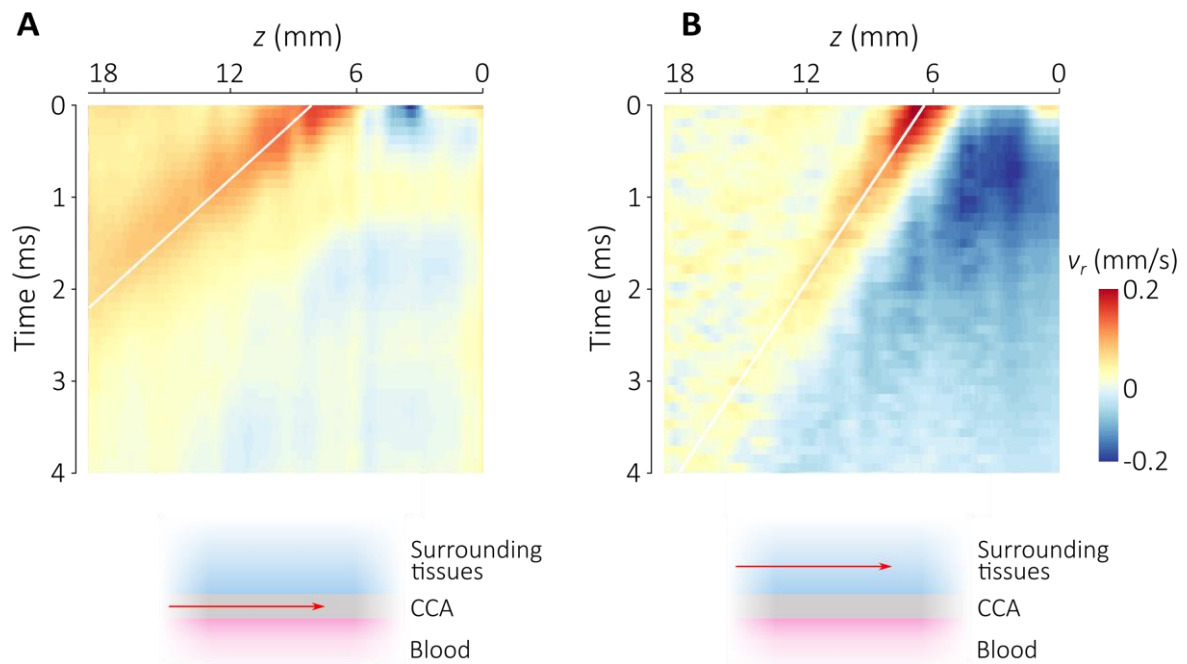 A
z (mm)
18 12 6 0
0
1
2
3
4
Time (ms)
Surrounding
tissues
CCA
Blood
B
z (mm)
18 12 6 0
0
1
2
3
4
Time (ms)
v_r (mm/s)
0.2
0
-0.2
Surrounding
tissues
CCA
Blood